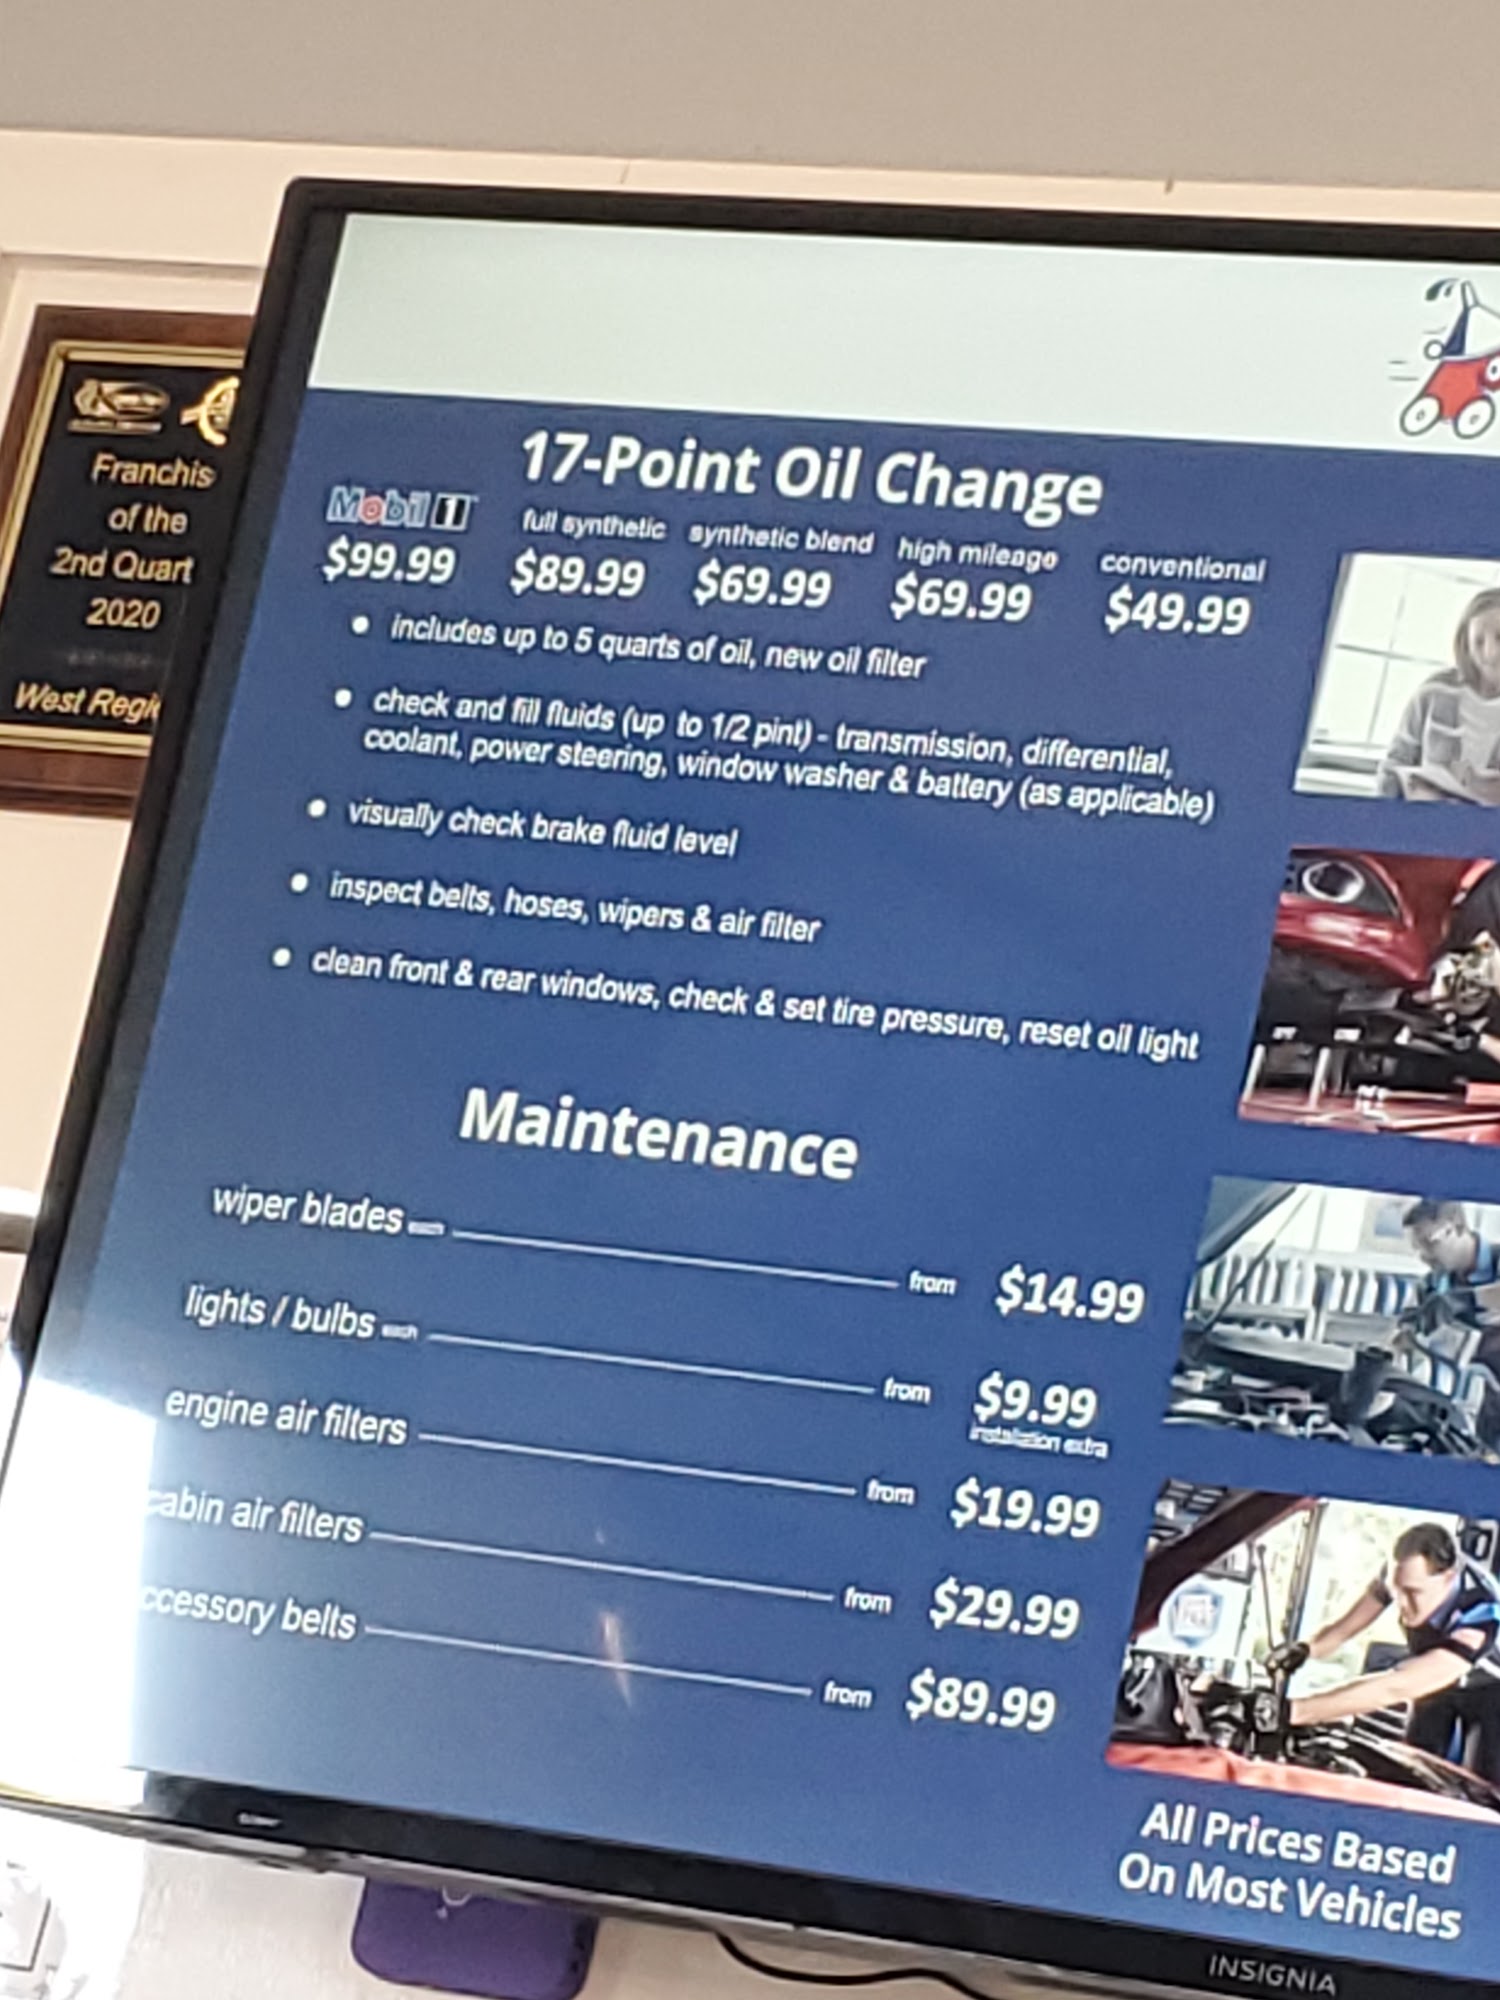 Franchis
of the
2nd Quart
2020
West Regi
17-Point Oil Change
Mobil 1
full synthetic
synthetic blend
high mileage
conventional
$99.99
$89.99
$69.99
$69.99
$49.99
• includes up to 5 quarts of oil, new oil filter
• check and fill fluids (up to 1/2 pint) - transmission, differential,
coolant, power steering, window washer & battery (as applicable)
• visually check brake fluid level
• inspect belts, hoses, wipers & air filter
• clean front & rear windows, check & set tire pressure, reset oil light
Maintenance
wiper blades each from $14.99
lights / bulbs each from $9.99
installation extra
engine air filters from $19.99
cabin air filters from $29.99
ccessory belts from $89.99
All Prices Based
On Most Vehicles
INSIGNIA